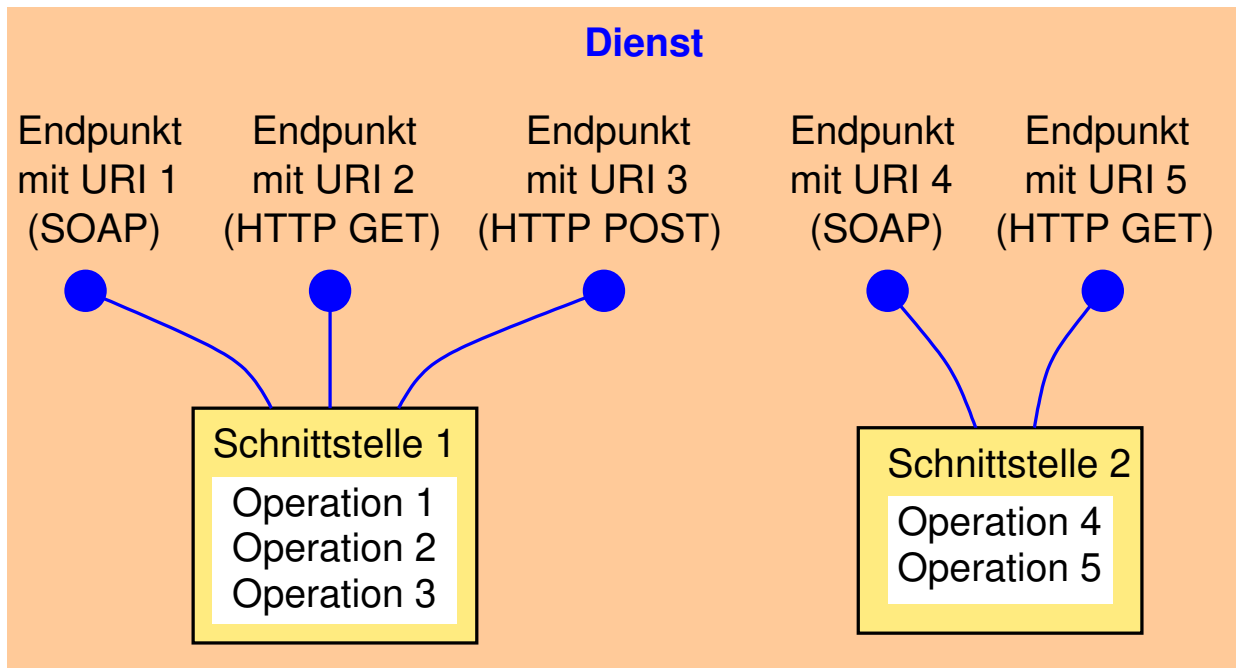 Dienst
Endpunkt
mit URI 1
(SOAP)
Endpunkt
mit URI 2
(HTTP GET)
Endpunkt
mit URI 3
(HTTP POST)
Endpunkt
mit URI 4
(SOAP)
Endpunkt
mit URI 5
(HTTP GET)
Schnittstelle 1
Operation 1
Operation 2
Operation 3
Schnittstelle 2
Operation 4
Operation 5